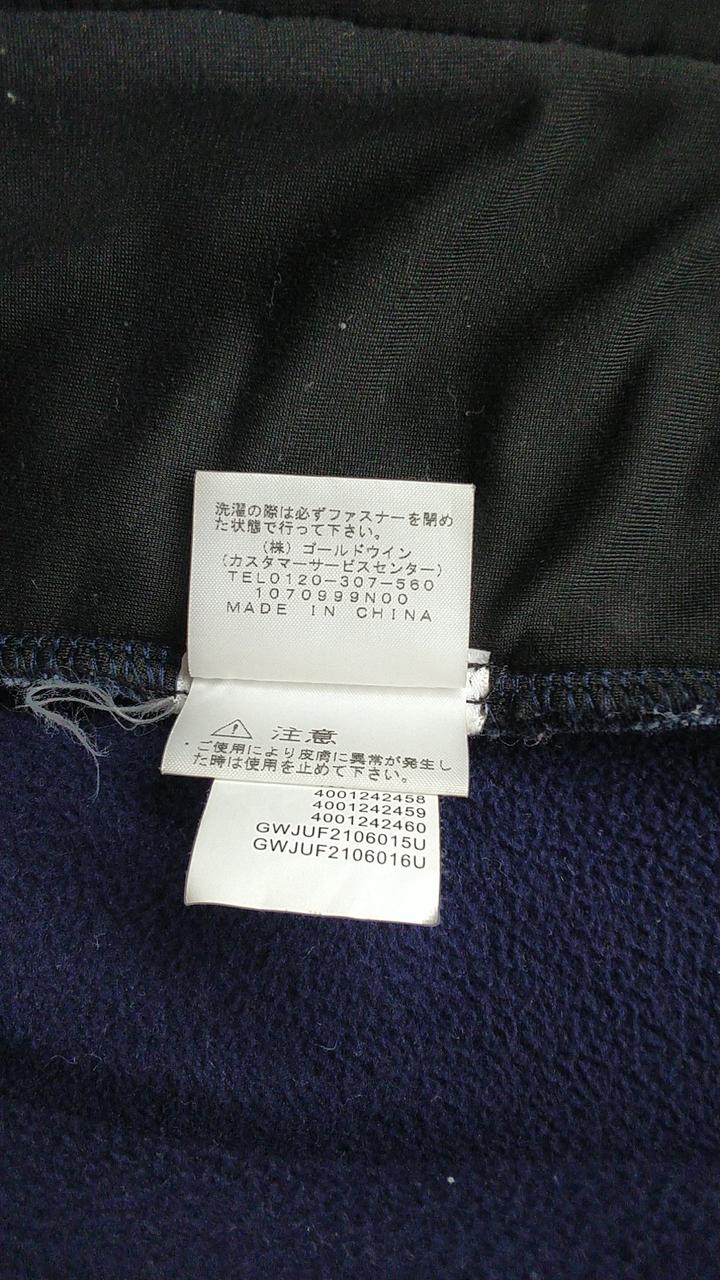 洗濯の際は必ずファスナーを閉め
た状態で行って下さい。
（株）ゴールドウイン
（カスタマーサービスセンター）
TEL0120-307-560
1070999N00
MADE IN CHINA
注意
ご使用により皮膚に異常が発生し
た時は使用を止めて下さい。
4001242458
4001242459
4001242460
GWJUF2106015U
GWJUF2106016U